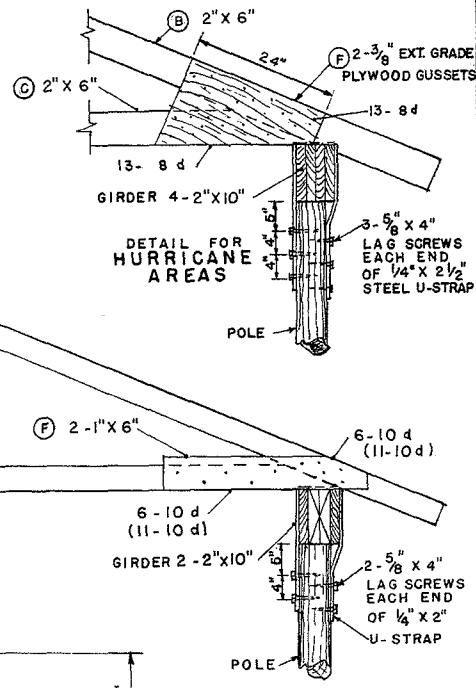 Ⓑ 2" X 6"
24"
Ⓕ 2-3/8" EXT. GRADE
PLYWOOD GUSSETS
Ⓒ 2" X 6"
13-8d
13- 8 d
GIRDER 4-2"X10"
5"
4"
4"
DETAIL FOR
HURRICANE
AREAS
3-5/8" X 4"
LAG SCREWS
EACH END
OF 1/4" X 2 1/2"
STEEL U-STRAP
POLE
Ⓕ 2-1" X 6"
6-10 d
(11-10d)
6-10 d
(11-10d)
GIRDER 2-2"X10"
4"
2-5/8" X 4"
LAG SCREWS
EACH END
OF 1/4" X 2"
U-STRAP
POLE